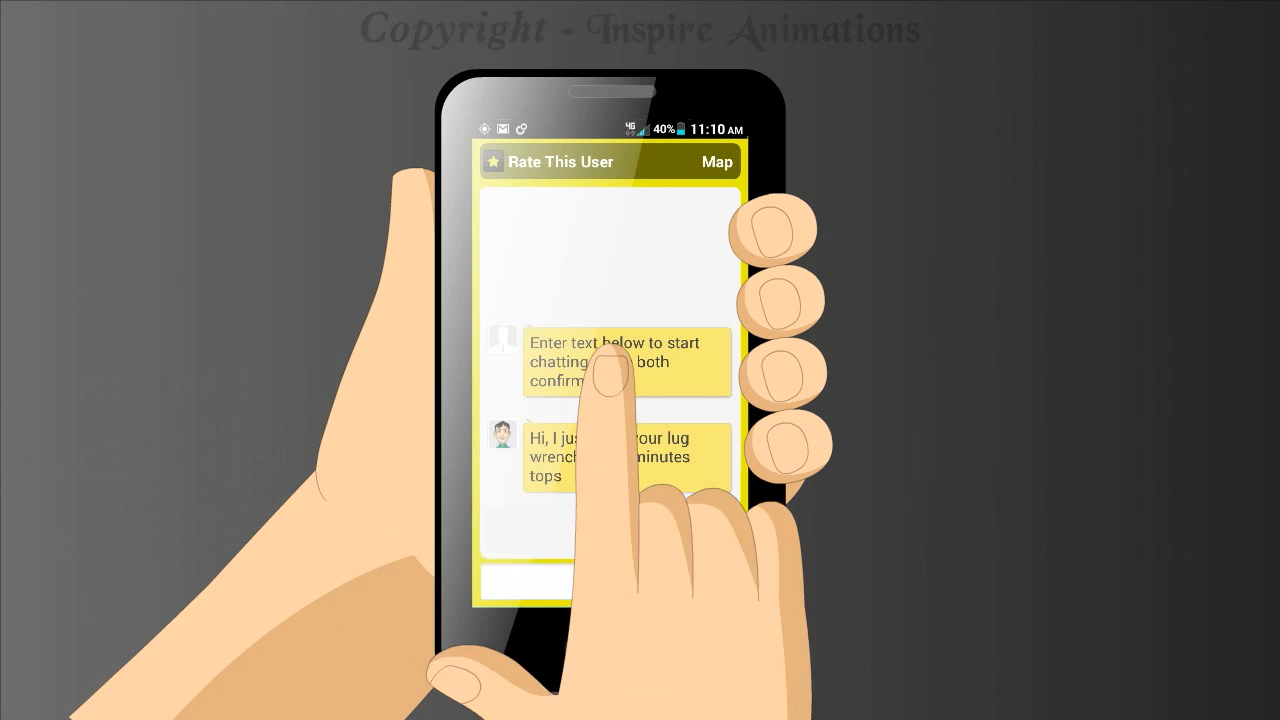 Copyright - Inspire Animations
4G 40% 11:10 AM
Rate This User Map
Enter text below to start
chatting both
confirm
Hi, I your lug
wrench minutes
tops